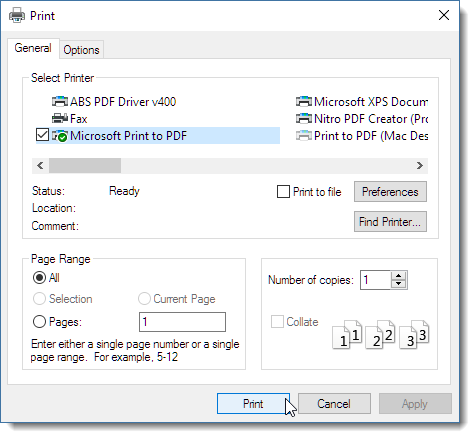 Print
General
Options
Select Printer
ABS PDF Driver v400
Microsoft XPS Docum
Fax
Nitro PDF Creator (Pro
Microsoft Print to PDF
Print to PDF (Mac Des
Status:
Ready
Print to file
Preferences
Location:
Comment:
Find Printer...
Page Range
All
Number of copies:
1
Selection
Current Page
Pages:
1
Collate
1 1 2 2 3 3
Enter either a single page number or a single
page range. For example, 5-12
Print
Cancel
Apply